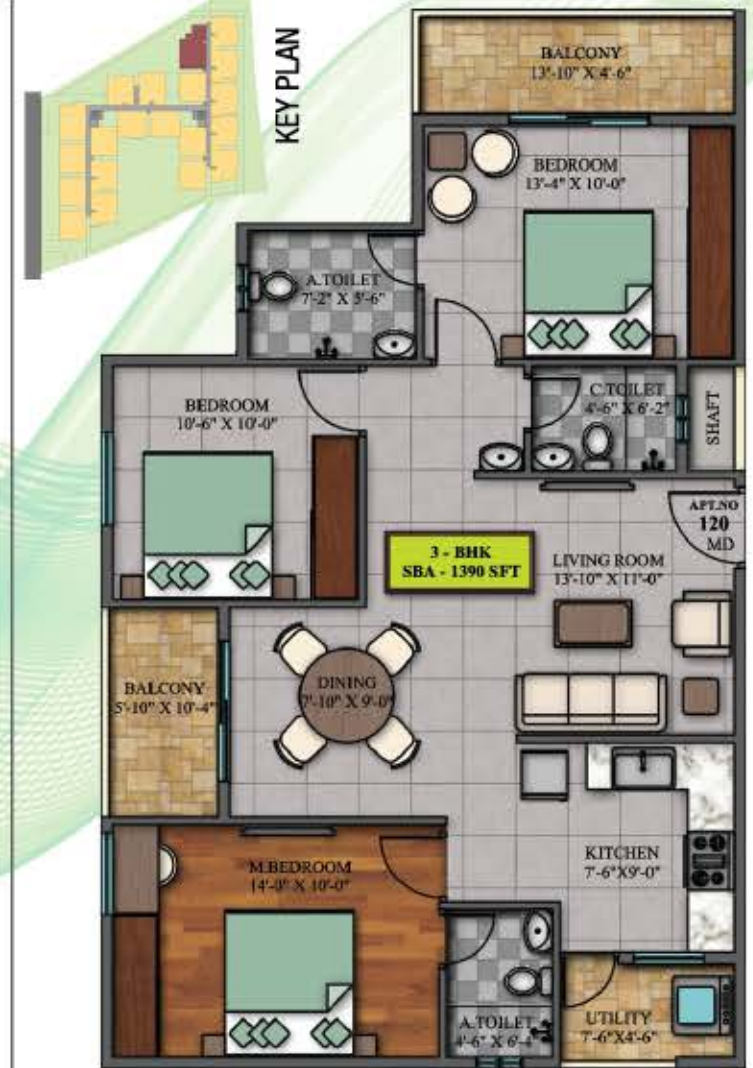 KEY PLAN
BALCONY
13'-10" X 4'-6"
BEDROOM
13'-4" X 10'-0"
A.TOILET
7'-2" X 5'-6"
BEDROOM
10'-6" X 10'-0"
C.TOILET
4'-6" X 6'-2"
SHAFT
APT.NO
120
MD
3 - BHK
SBA - 1390 SFT
LIVING ROOM
13'-10" X 11'-0"
BALCONY
5'-10" X 10'-4"
DINING
7'-10" X 9'-0"
KITCHEN
7'-6"X9'-0"
M.BEDROOM
14'-0" X 10'-0"
A.TOILET
4'-6" X 6'-4"
UTILITY
7'-6"X4'-6"